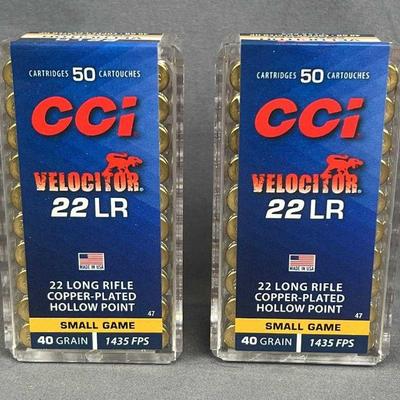 CARTRIDGES 50 CARTOUCHES
CCi
VELOCITOR®
22 LR
MADE IN USA
22 LONG RIFLE
COPPER-PLATED
HOLLOW POINT
47
SMALL GAME
40 GRAIN 1435 FPS
CARTRIDGES 50 CARTOUCHES
CCi
VELOCITOR®
22 LR
MADE IN USA
22 LONG RIFLE
COPPER-PLATED
HOLLOW POINT
47
SMALL GAME
40 GRAIN 1435 FPS